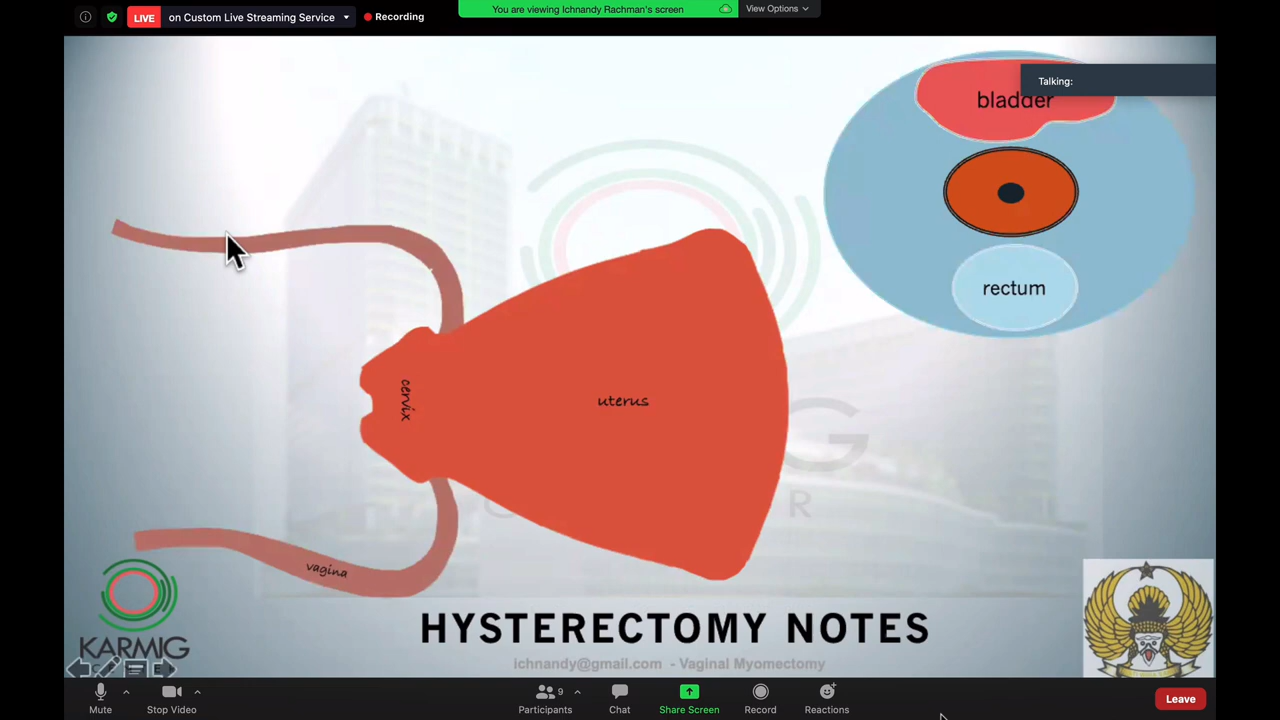 LIVE
on Custom Live Streaming Service
Recording
You are viewing Ichnandy Rachman's screen
View Options
Talking:
bladder
rectum
cervix
uterus
vagina
HYSTERECTOMY NOTES
ichnandy@gmail.com - Vaginal Myomectomy
KARMIG
Mute
Stop Video
Participants
9
Chat
Share Screen
Record
Reactions
Leave